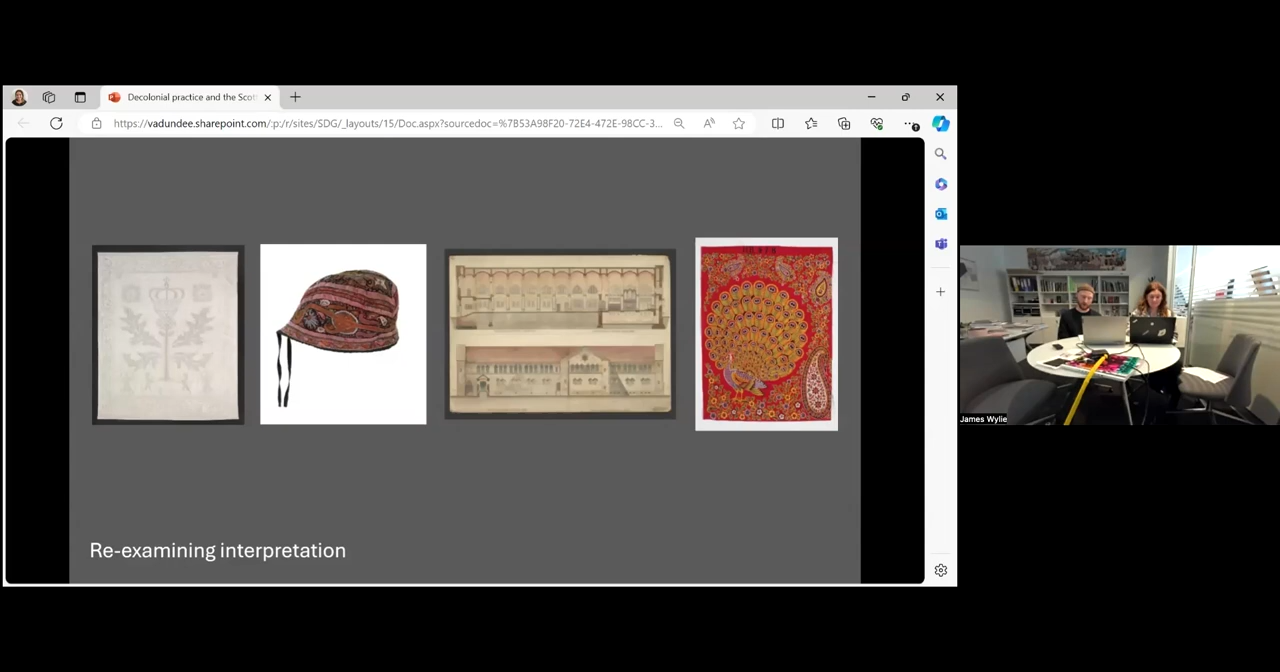 Decolonial practice and the Scot
https://vadundee.sharepoint.com/:p:/r/sites/SDG/_layouts/15/Doc.aspx?sourcedoc=%7B53A98F20-72E4-472E-98CC-3...
James Wylie
Re-examining interpretation